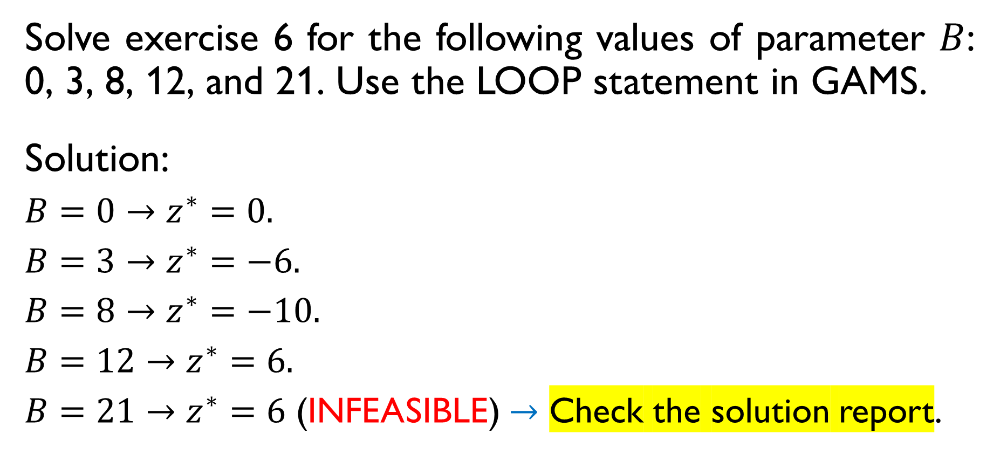 Solve exercise 6 for the following values of parameter B:
0, 3, 8, 12, and 21. Use the LOOP statement in GAMS.
Solution:
B = 0 → z* = 0.
B = 3 → z* = −6.
B = 8 → z* = −10.
B = 12 → z* = 6.
B = 21 → z* = 6 (INFEASIBLE) → Check the solution report.